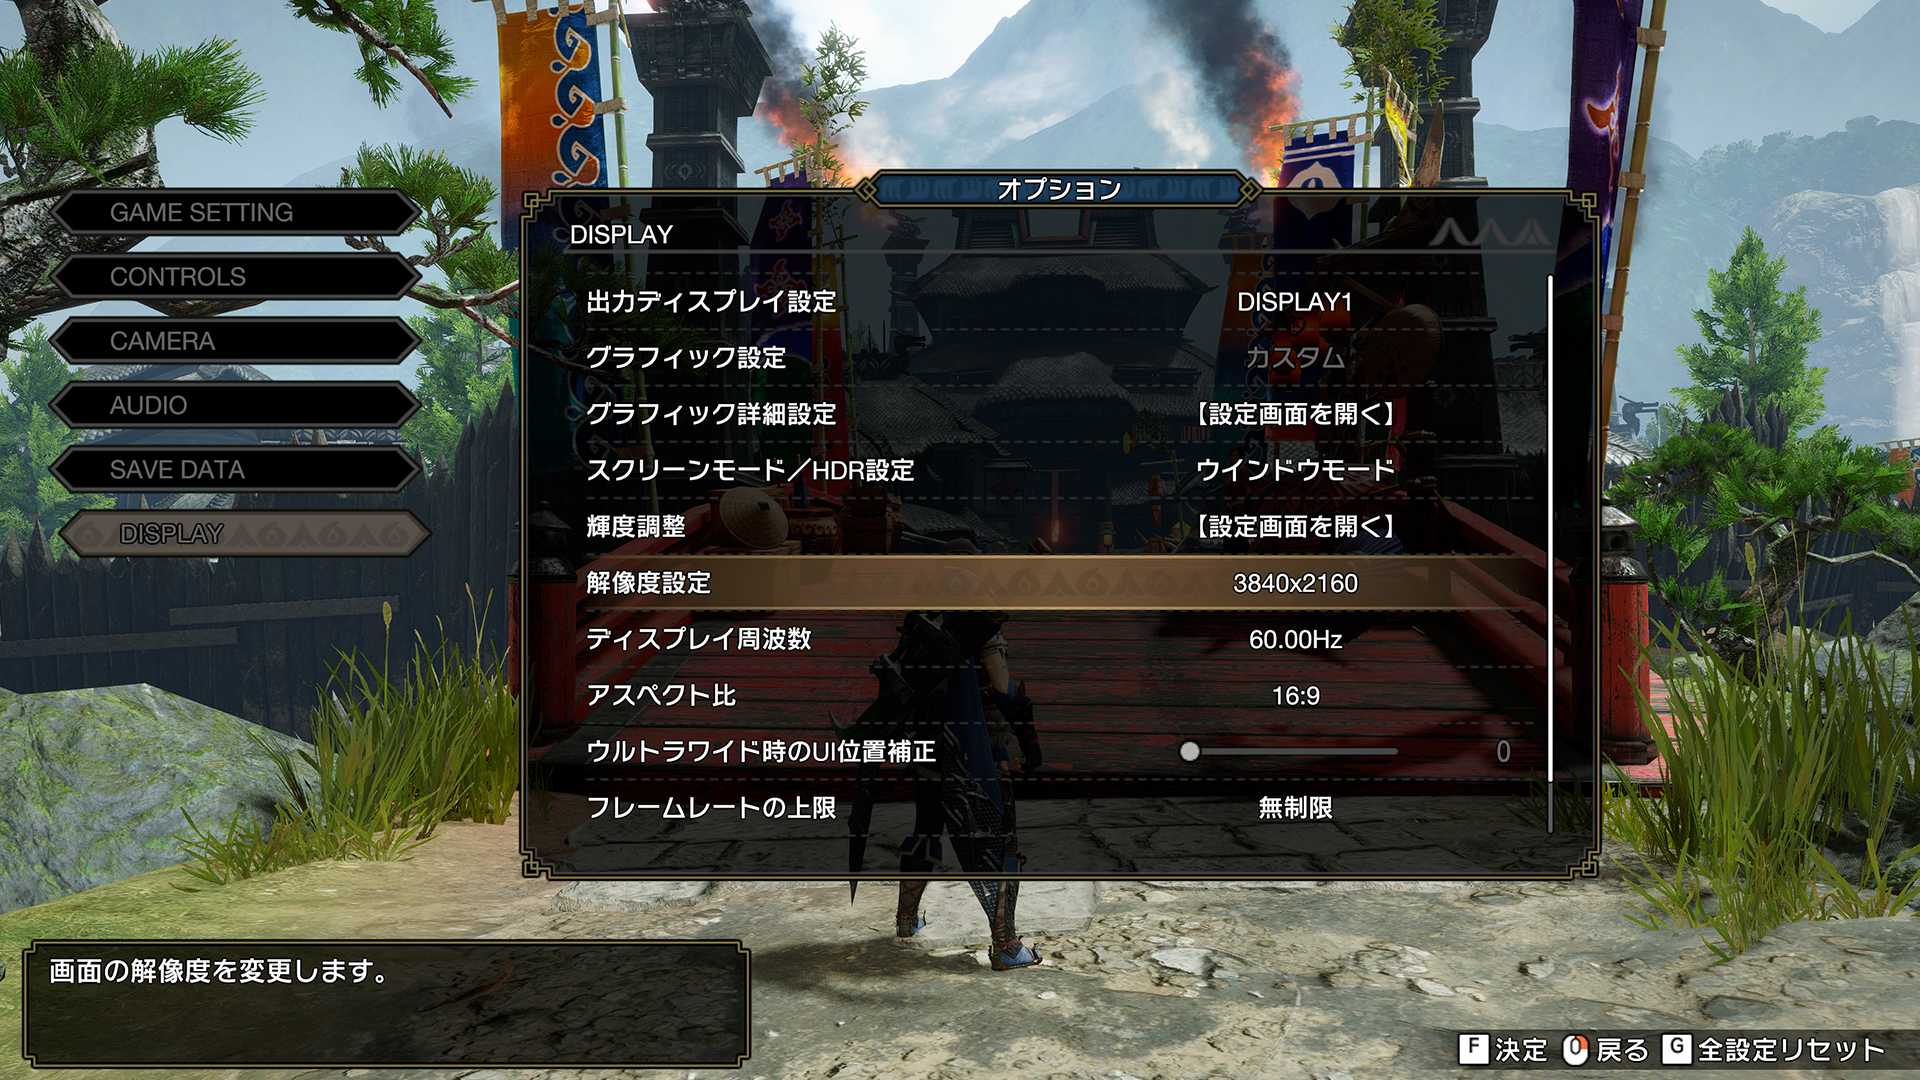 オプション
GAME SETTING
CONTROLS
CAMERA
AUDIO
SAVE DATA
DISPLAY
DISPLAY
出力ディスプレイ設定 DISPLAY1
グラフィック設定 カスタム
グラフィック詳細設定 【設定画面を開く】
スクリーンモード／HDR設定 ウインドウモード
輝度調整 【設定画面を開く】
解像度設定 3840x2160
ディスプレイ周波数 60.00Hz
アスペクト比 16:9
ウルトラワイド時のUI位置補正 0
フレームレートの上限 無制限
画面の解像度を変更します。
F 決定 戻る G 全設定リセット